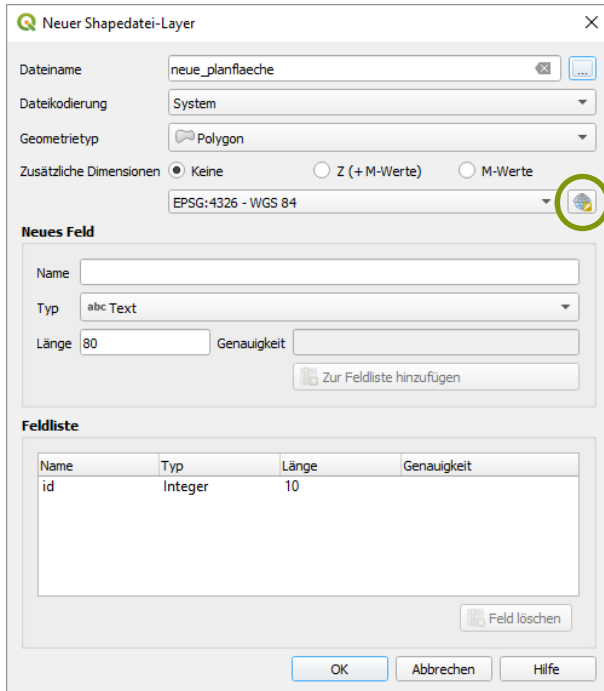 Neuer Shapedatei-Layer
Dateiname neue_planflaeche ...
Dateikodierung System
Geometrietyp Polygon
Zusätzliche Dimensionen Keine Z (+ M-Werte) M-Werte
EPSG:4326 - WGS 84
Neues Feld
Name
Typ abc Text
Länge 80 Genauigkeit
Zur Feldliste hinzufügen
Feldliste
Name Typ Länge Genauigkeit
id Integer 10
Feld löschen
OK Abbrechen Hilfe